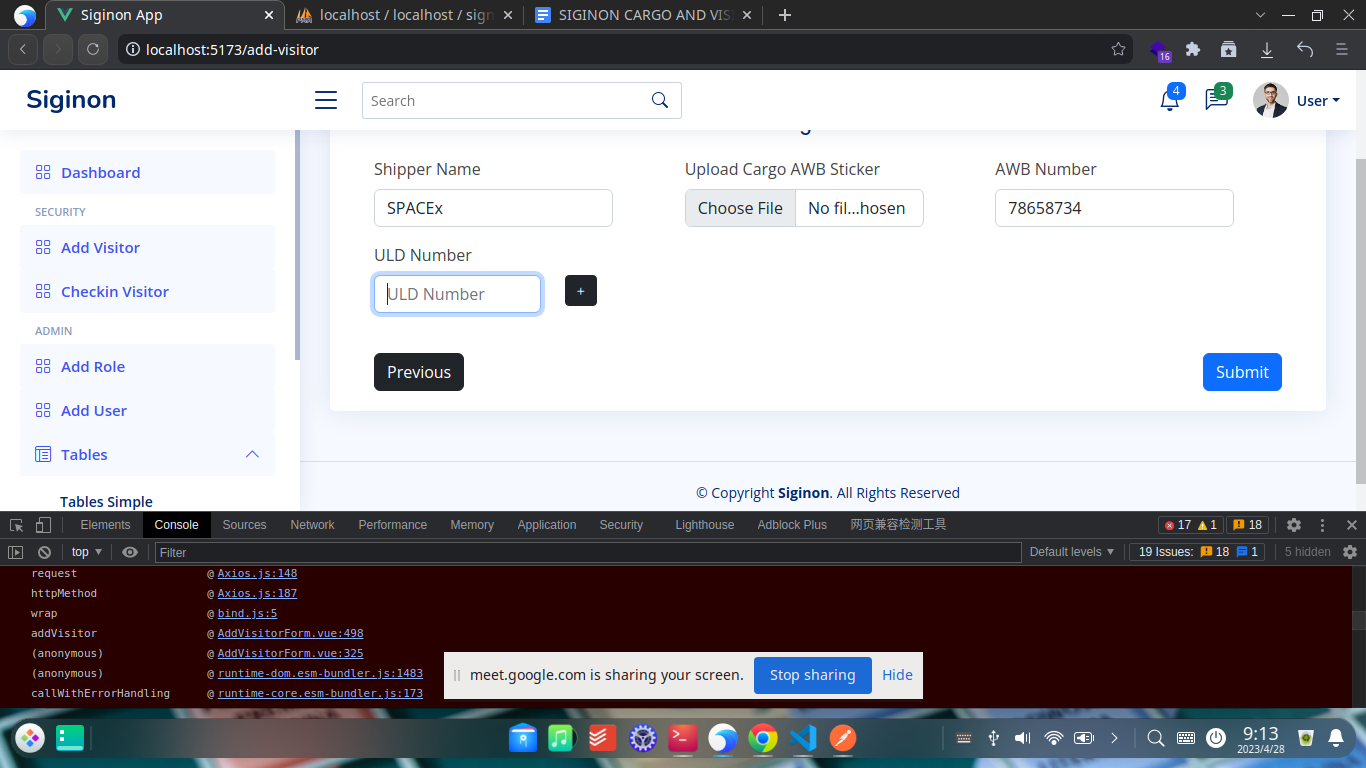 Siginon App
localhost / localhost / sign
SIGINON CARGO AND VIS
localhost:5173/add-visitor
16
Siginon
Search
4
3
User
Dashboard
SECURITY
Add Visitor
Checkin Visitor
ADMIN
Add Role
Add User
Tables
Tables Simple
Shipper Name
Upload Cargo AWB Sticker
AWB Number
SPACEx
Choose File
No fil...hosen
78658734
ULD Number
ULD Number
+
Previous
Submit
© Copyright Siginon. All Rights Reserved
Elements
Console
Sources
Network
Performance
Memory
Application
Security
Lighthouse
Adblock Plus
网页兼容检测工具
17
1
18
top
Filter
Default levels
19 Issues:
18
1
5 hidden
request @ Axios.js:148
httpMethod @ Axios.js:187
wrap @ bind.js:5
addVisitor @ AddVisitorForm.vue:498
(anonymous) @ AddVisitorForm.vue:325
(anonymous) @ runtime-dom.esm-bundler.js:1483
callWithErrorHandling @ runtime-core.esm-bundler.js:173
meet.google.com is sharing your screen.
Stop sharing
Hide
9:13
2023/4/28